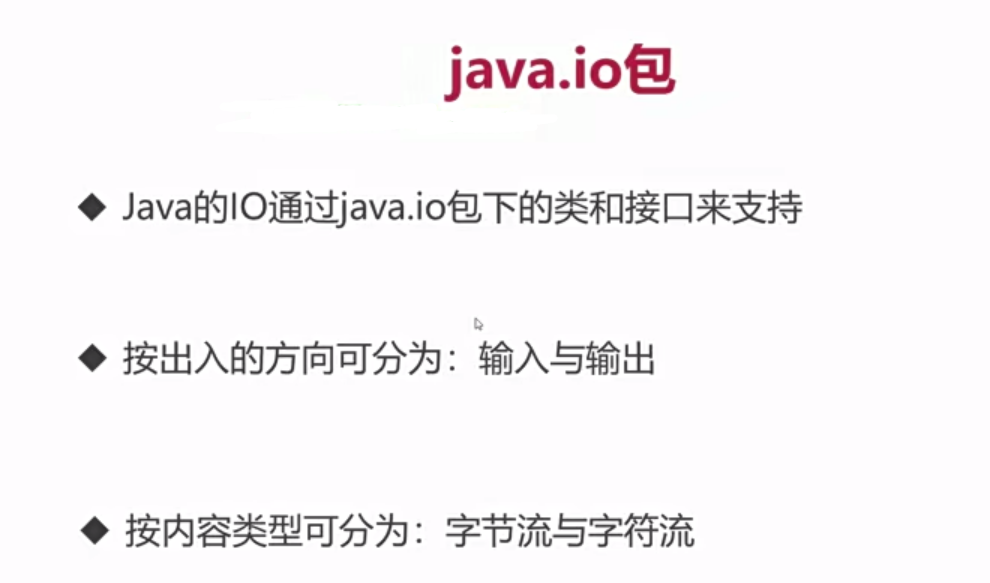 java.io包
◆ Java的IO通过java.io包下的类和接口来支持
◆ 按出入的方向可分为：输入与输出
◆ 按内容类型可分为：字节流与字符流